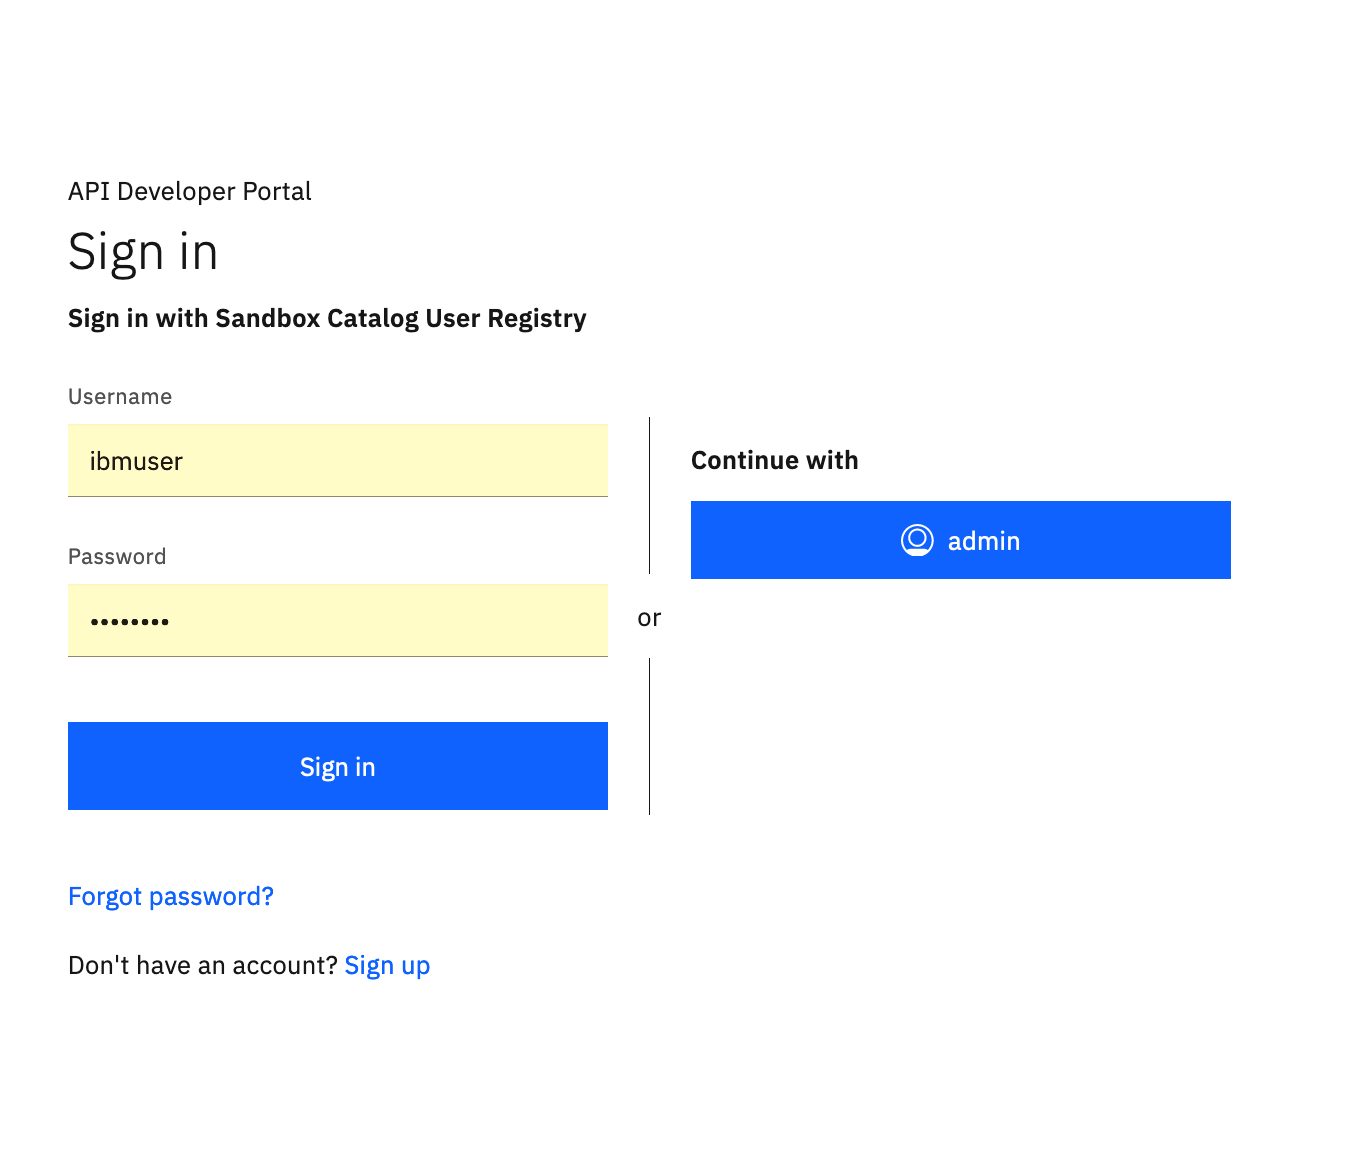 API Developer Portal
Sign in
Sign in with Sandbox Catalog User Registry
Username
ibmuser
Password
••••••••
Sign in
or
Continue with
admin
Forgot password?
Don't have an account? Sign up